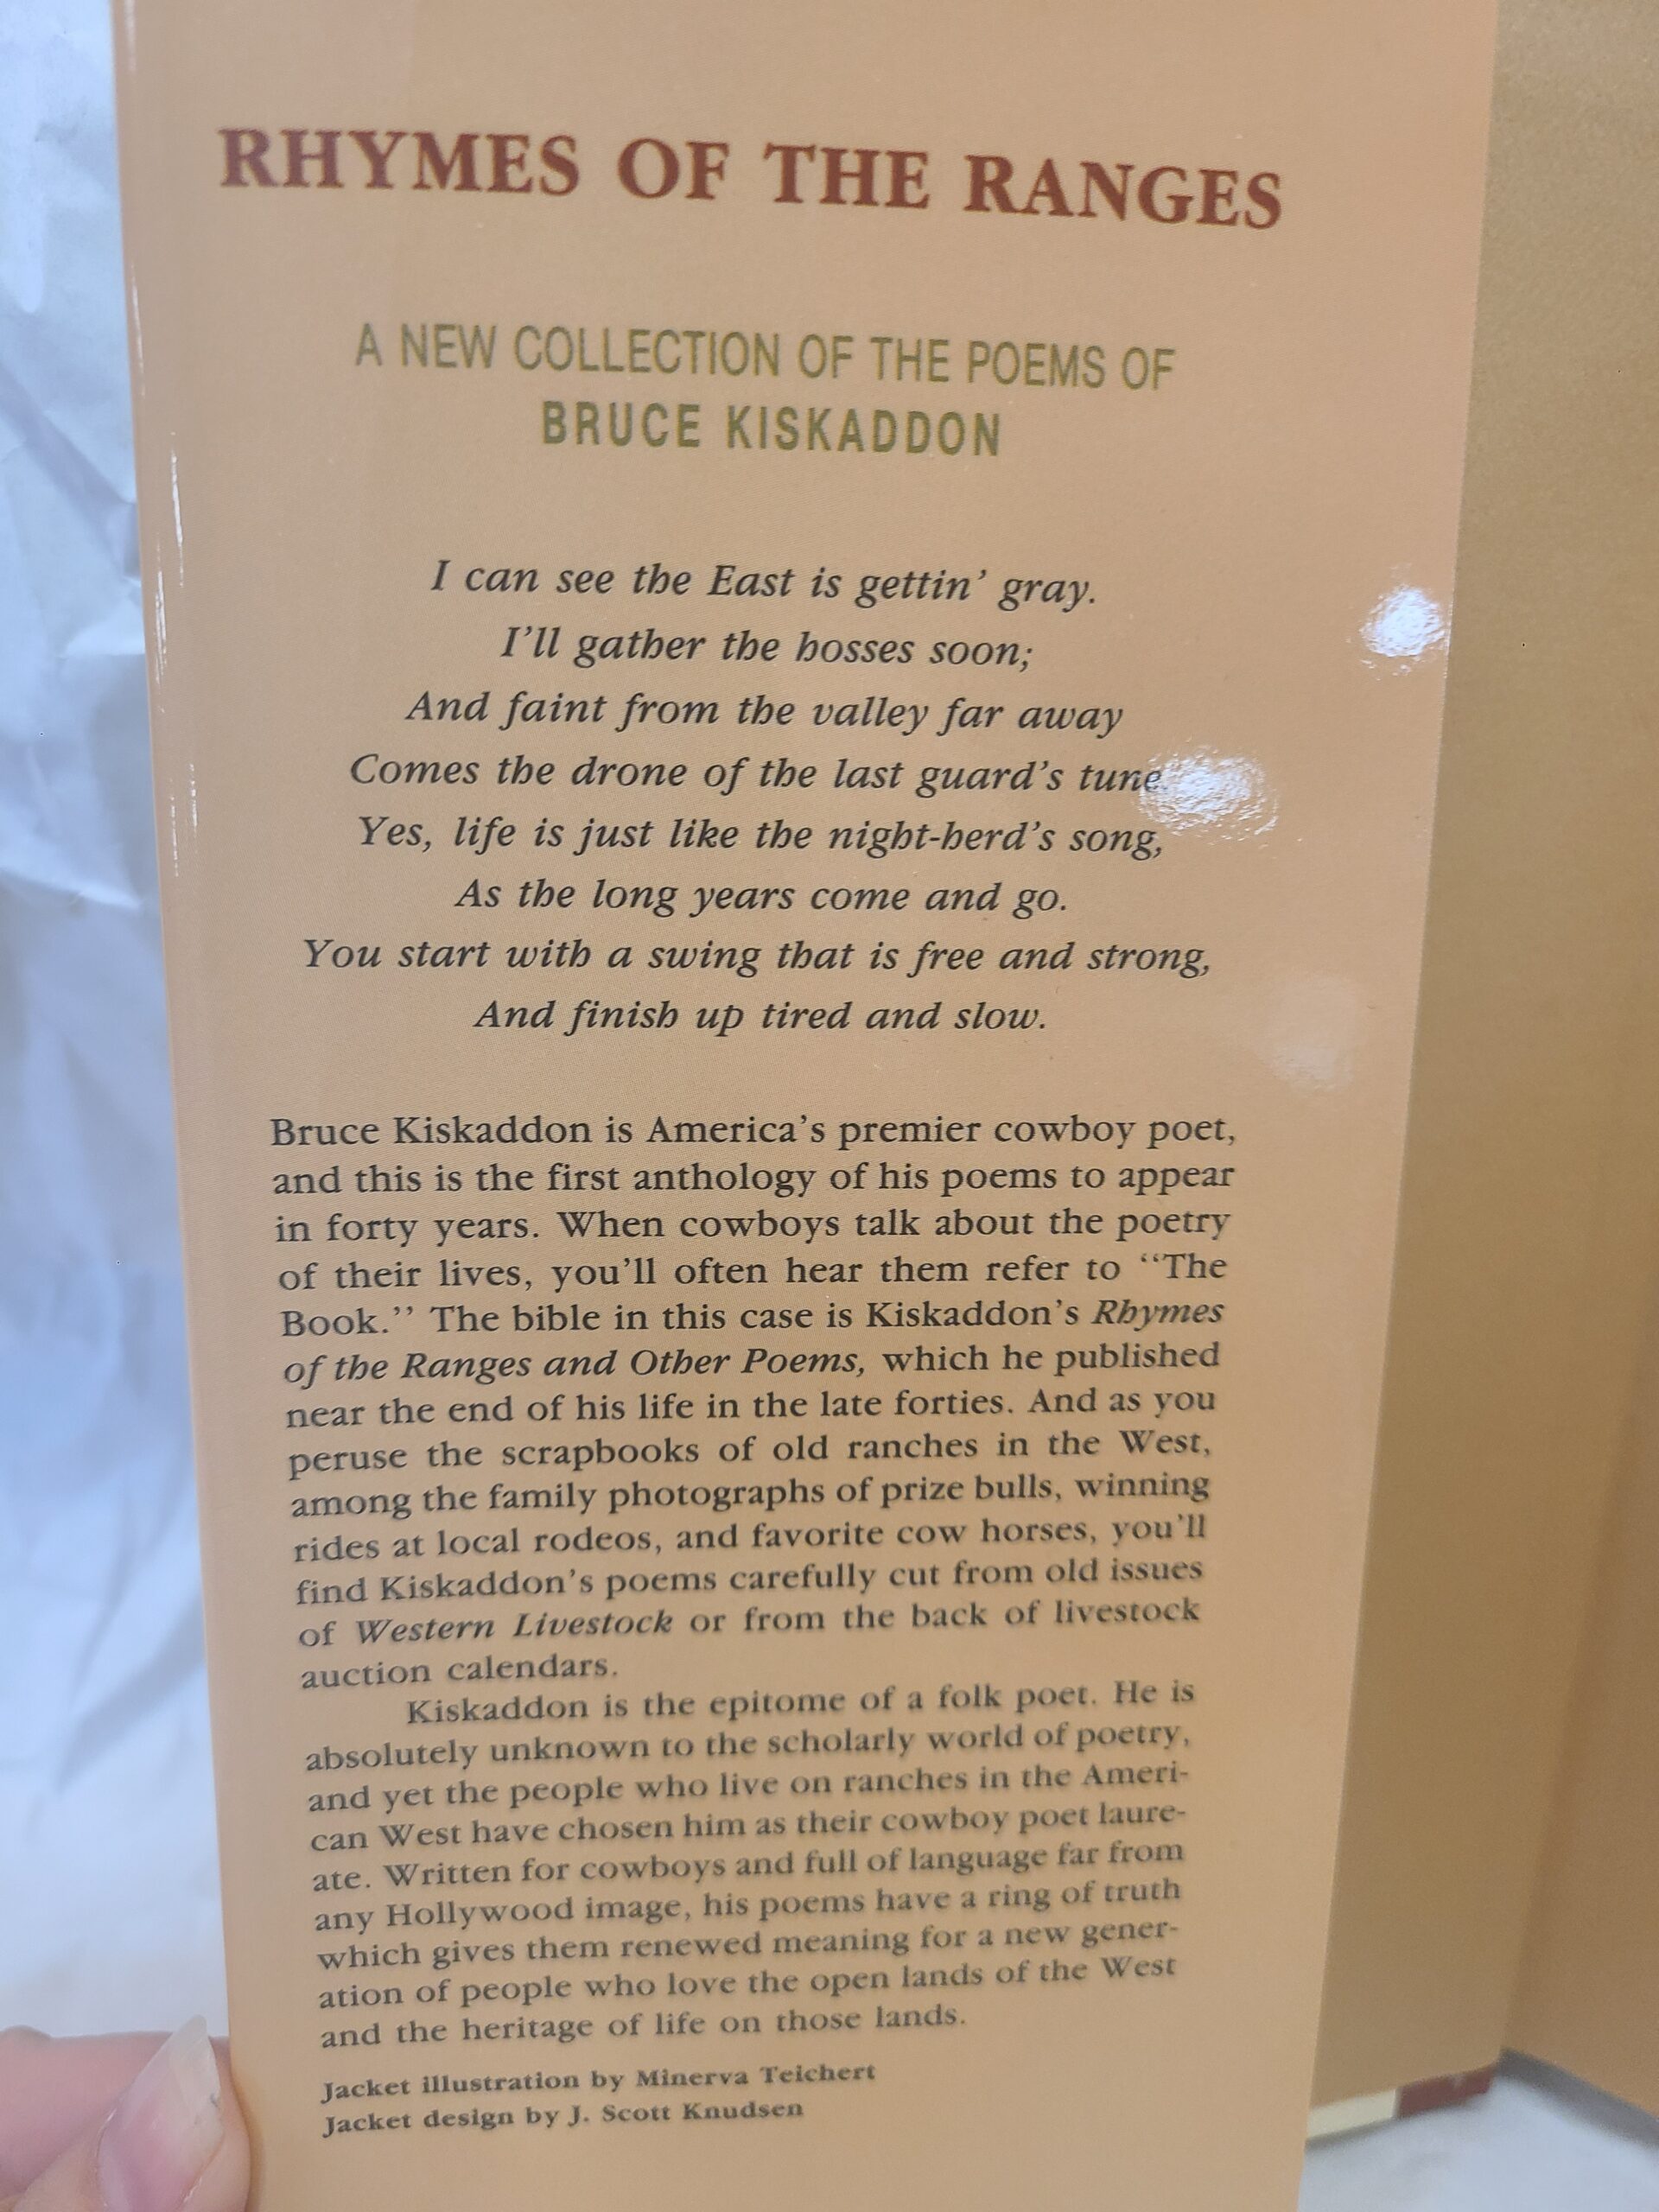 RHYMES OF THE RANGES
A NEW COLLECTION OF THE POEMS OF
BRUCE KISKADDON
I can see the East is gettin' gray.
I'll gather the hosses soon;
And faint from the valley far away
Comes the drone of the last guard's tune.
Yes, life is just like the night-herd's song,
As the long years come and go.
You start with a swing that is free and strong,
And finish up tired and slow.
Bruce Kiskaddon is America's premier cowboy poet,
and this is the first anthology of his poems to appear
in forty years. When cowboys talk about the poetry
of their lives, you'll often hear them refer to "The
Book." The bible in this case is Kiskaddon's Rhymes
of the Ranges and Other Poems, which he published
near the end of his life in the late forties. And as you
peruse the scrapbooks of old ranches in the West,
among the family photographs of prize bulls, winning
rides at local rodeos, and favorite cow horses, you'll
find Kiskaddon's poems carefully cut from old issues
of Western Livestock or from the back of livestock
auction calendars.
Kiskaddon is the epitome of a folk poet. He is
absolutely unknown to the scholarly world of poetry,
and yet the people who live on ranches in the Ameri-
can West have chosen him as their cowboy poet laure-
ate. Written for cowboys and full of language far from
any Hollywood image, his poems have a ring of truth
which gives them renewed meaning for a new gener-
ation of people who love the open lands of the West
and the heritage of life on those lands.
Jacket illustration by Minerva Teichert
Jacket design by J. Scott Knudsen